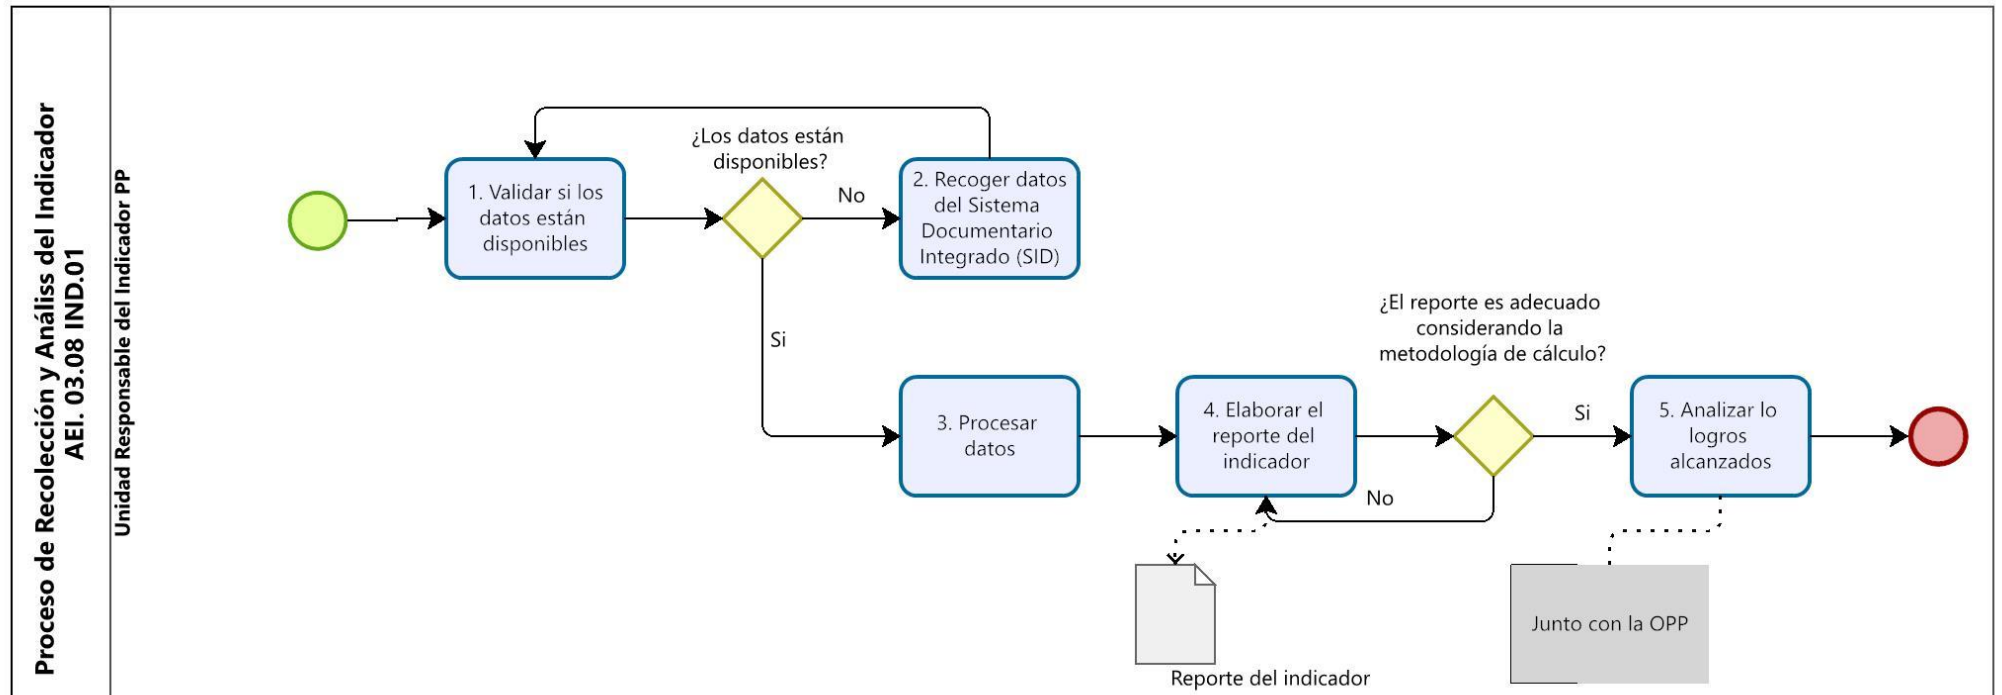 Proceso de Recolección y Análiss del Indicador
AEI. 03.08 IND.01
Unidad Responsable del Indicador PP
1. Validar si los
datos están
disponibles
¿Los datos están
disponibles?
No
2. Recoger datos
del Sistema
Documentario
Integrado (SID)
Si
3. Procesar
datos
4. Elaborar el
reporte del
indicador
¿El reporte es adecuado
considerando la
metodología de cálculo?
Si
No
5. Analizar lo
logros
alcanzados
Reporte del indicador
Junto con la OPP